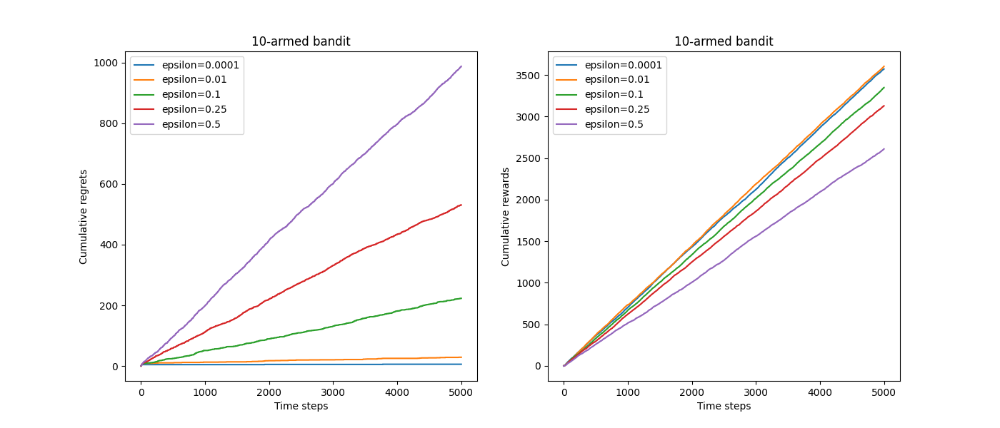 10-armed bandit
1000
800
600
400
200
0
Cumulative regrets
epsilon=0.0001
epsilon=0.01
epsilon=0.1
epsilon=0.25
epsilon=0.5
0 1000 2000 3000 4000 5000
Time steps
10-armed bandit
3500
3000
2500
2000
1500
1000
500
0
Cumulative rewards
epsilon=0.0001
epsilon=0.01
epsilon=0.1
epsilon=0.25
epsilon=0.5
0 1000 2000 3000 4000 5000
Time steps